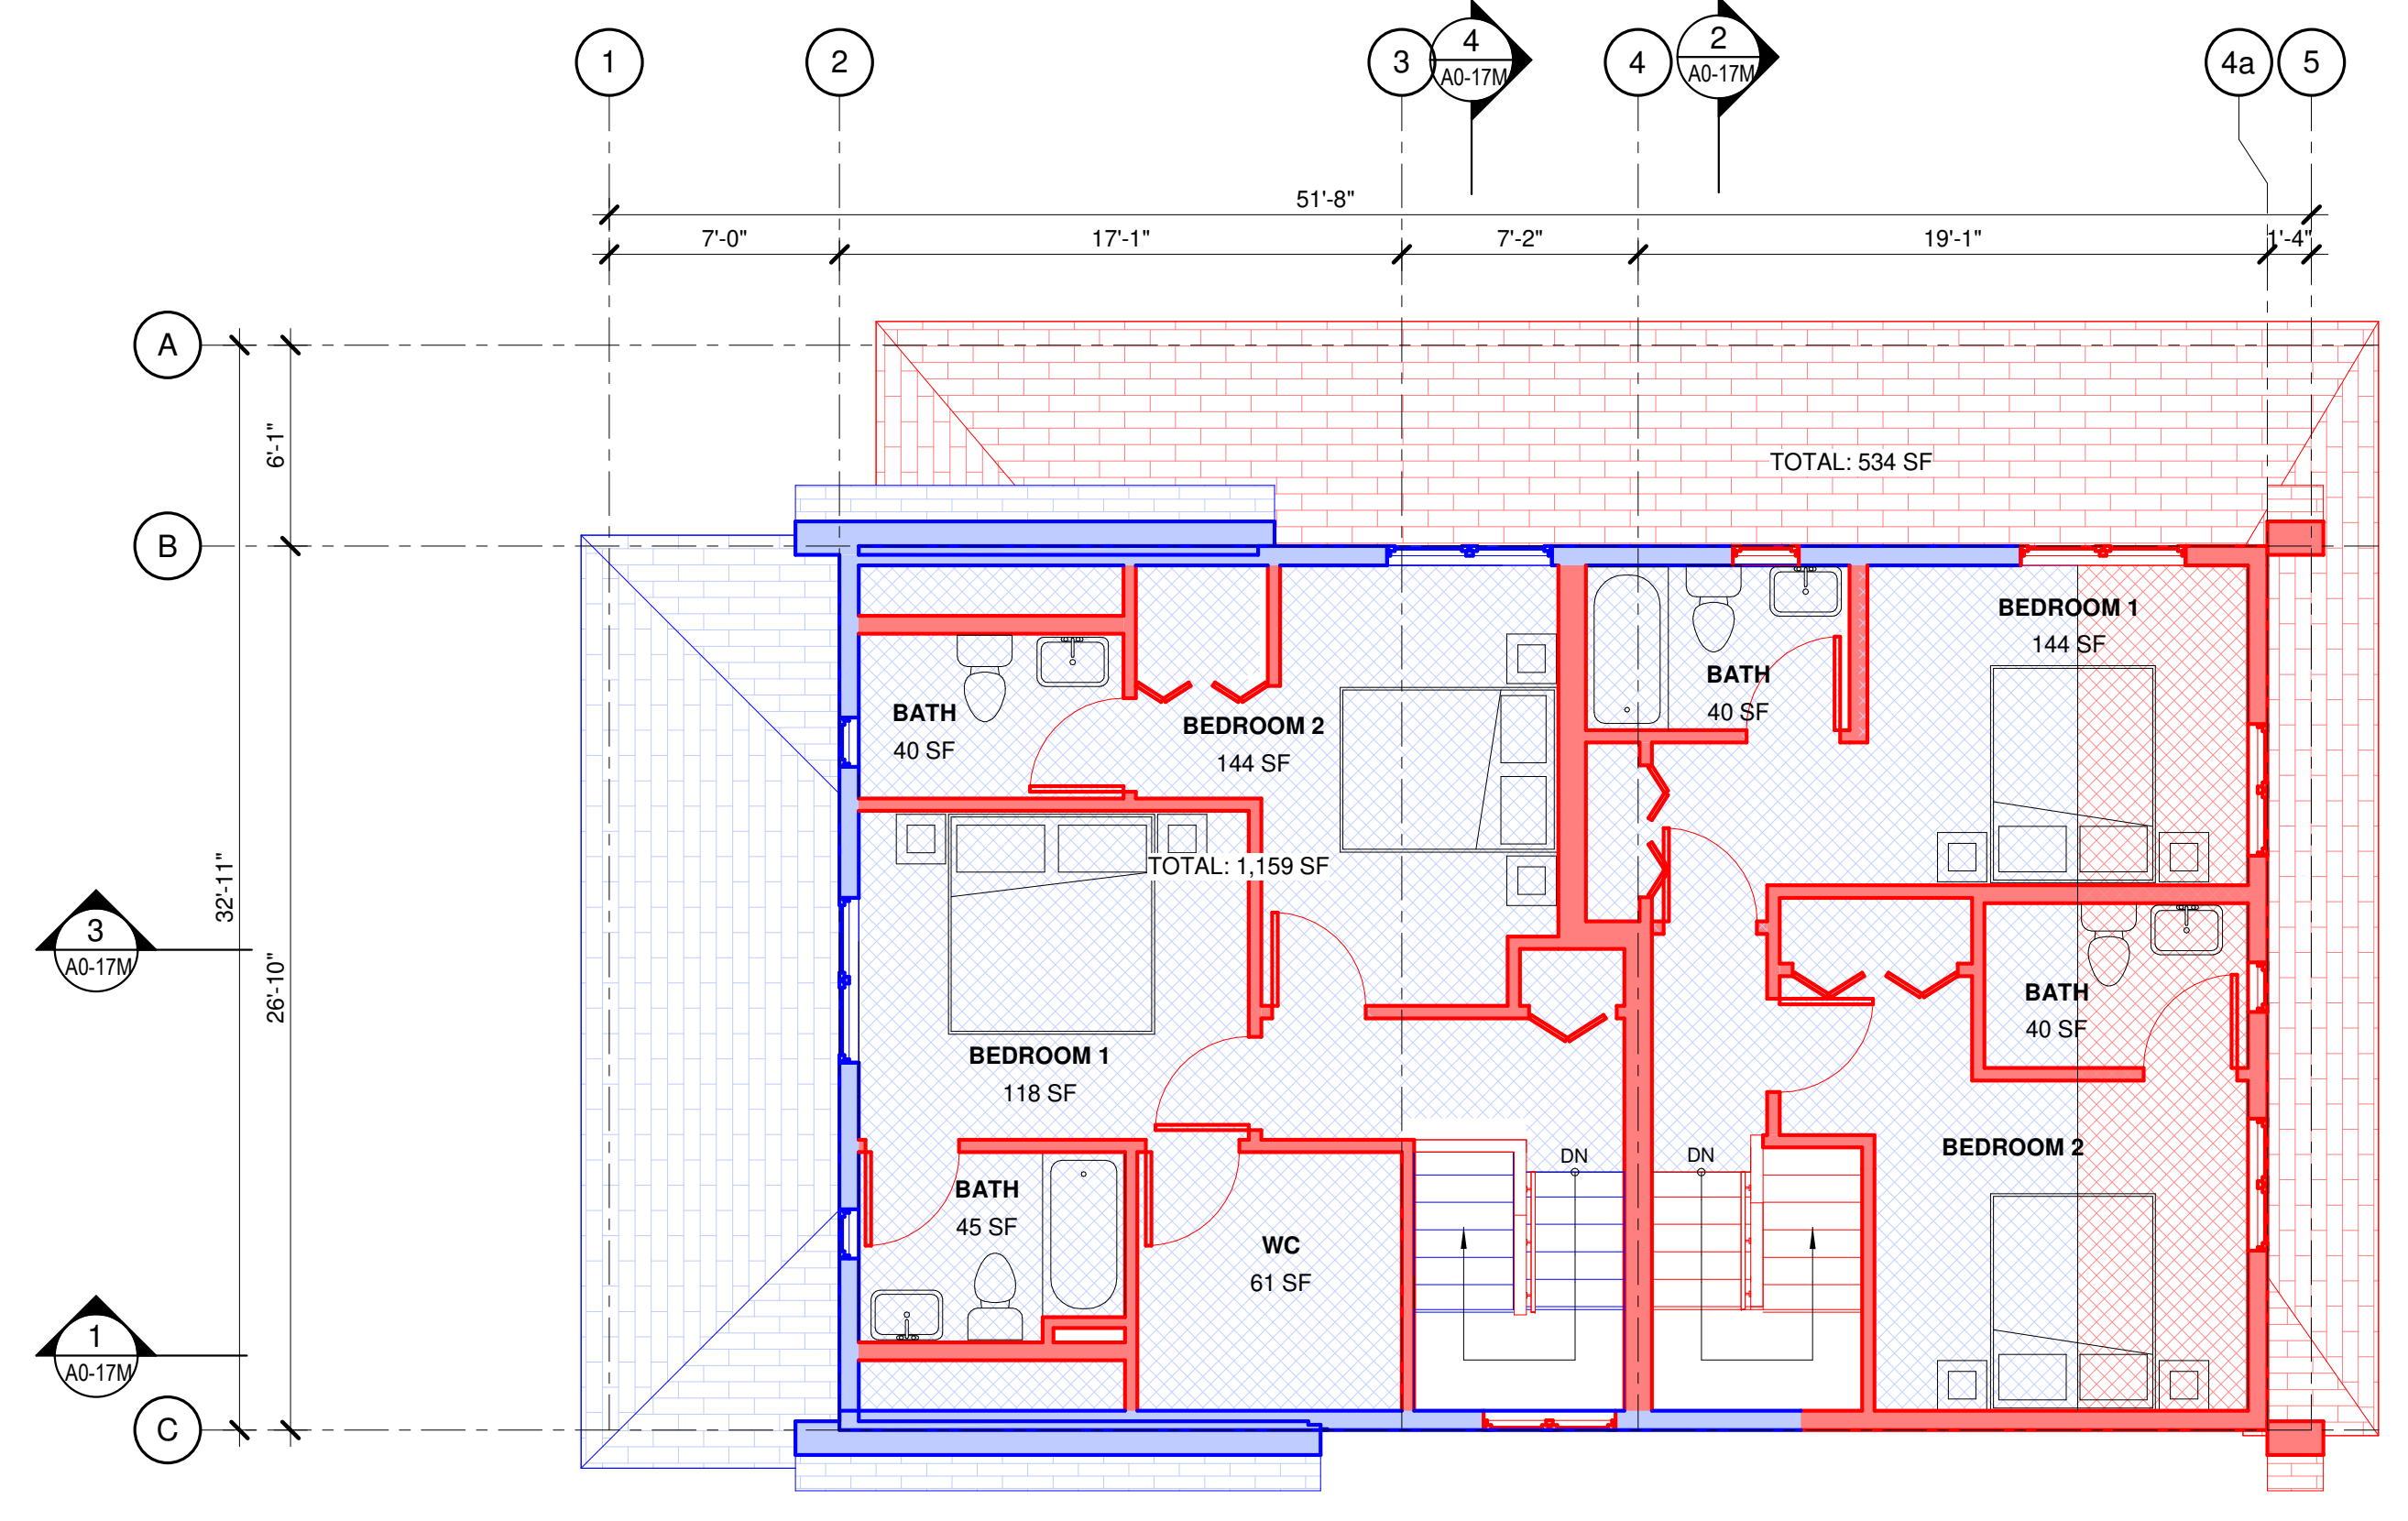 1
2
3
4
A0-17M
4
2
A0-17M
4a
5
51'-8"
7'-0"
17'-1"
7'-2"
19'-1"
1'-4"
A
B
C
6'-1"
32'-11"
26'-10"
3
A0-17M
1
A0-17M
TOTAL: 534 SF
BEDROOM 1
144 SF
BATH
40 SF
BATH
40 SF
BEDROOM 2
144 SF
TOTAL: 1,159 SF
BATH
40 SF
BEDROOM 1
118 SF
BEDROOM 2
DN
DN
BATH
45 SF
WC
61 SF